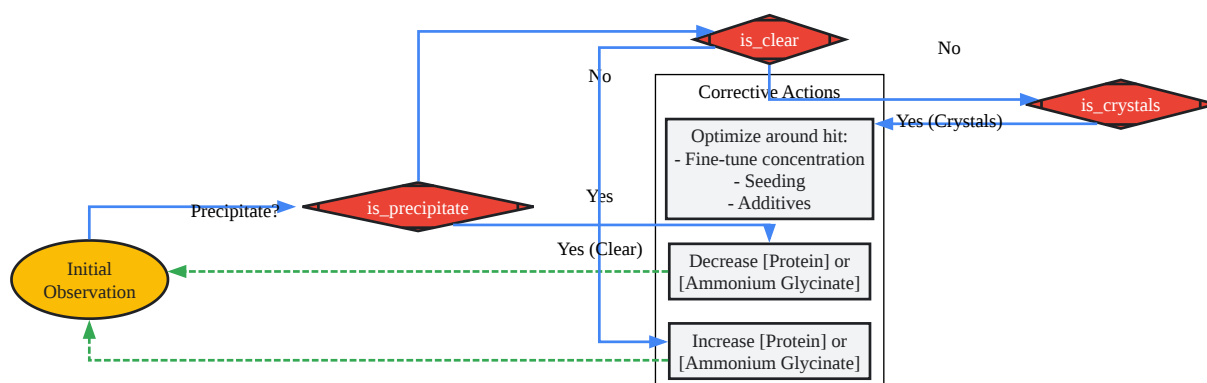 is_clear
No
No
Corrective Actions
is_crystals
Yes (Crystals)
Optimize around hit:
- Fine-tune concentration
- Seeding
- Additives
Yes
Precipitate?
is_precipitate
Yes (Clear)
Initial
Observation
Decrease [Protein] or
[Ammonium Glycinate]
Increase [Protein] or
[Ammonium Glycinate]